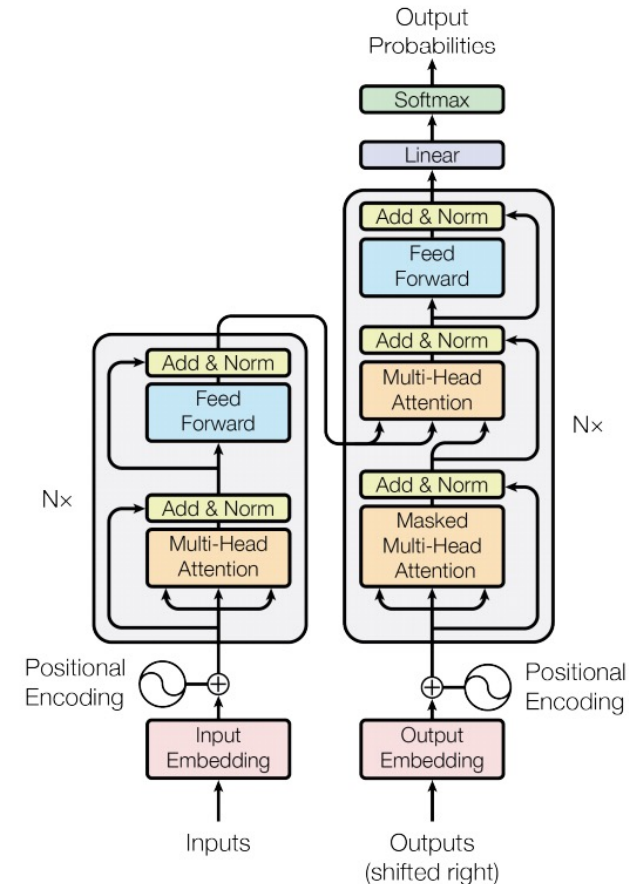 Output
Probabilities
Softmax
Linear
Add & Norm
Feed
Forward
Add & Norm
Multi-Head
Attention
Add & Norm
Masked
Multi-Head
Attention
Nx
Add & Norm
Feed
Forward
Add & Norm
Multi-Head
Attention
N×
Positional
Encoding
Positional
Encoding
Input
Embedding
Output
Embedding
Inputs
Outputs
(shifted right)